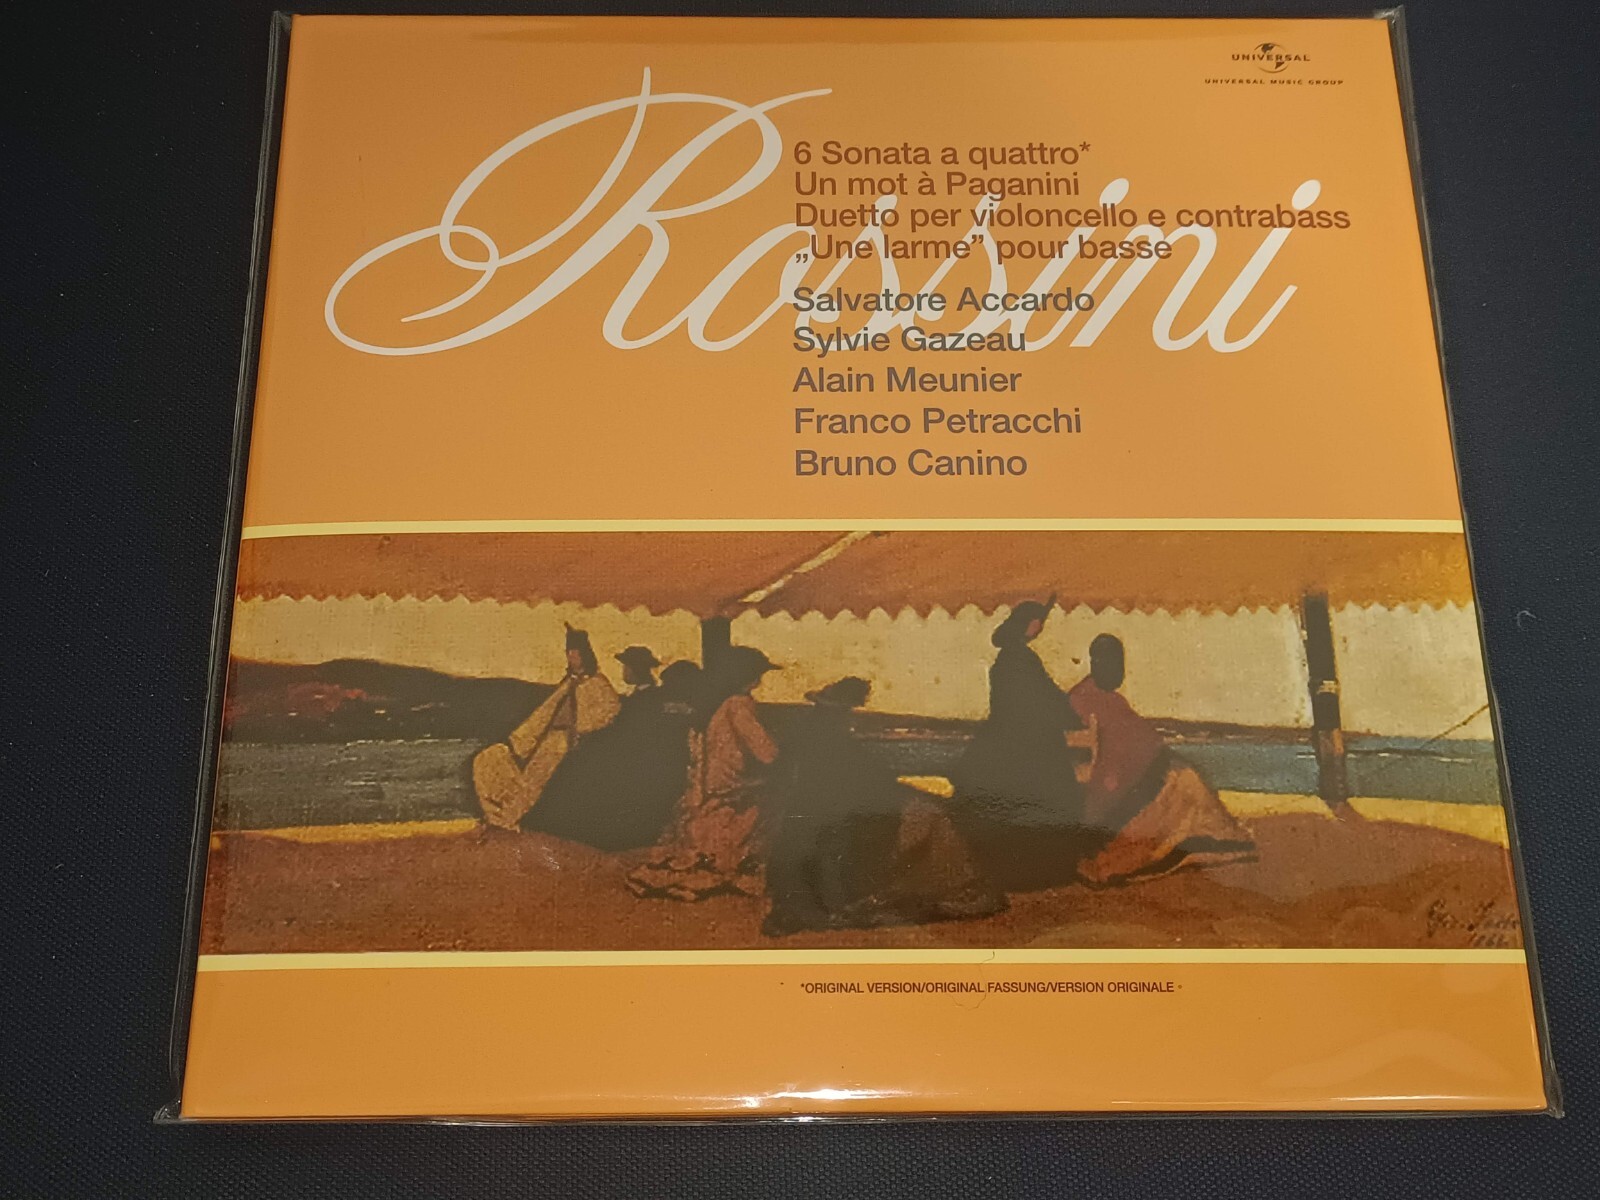 UNIVERSAL
UNIVERSAL MUSIC GROUP
Rossini
6 Sonata a quattro*
Un mot à Paganini
Duetto per violoncello e contrabass
„Une larme” pour basse
Salvatore Accardo
Sylvie Gazeau
Alain Meunier
Franco Petracchi
Bruno Canino
*ORIGINAL VERSION/ORIGINAL FASSUNG/VERSION ORIGINALE